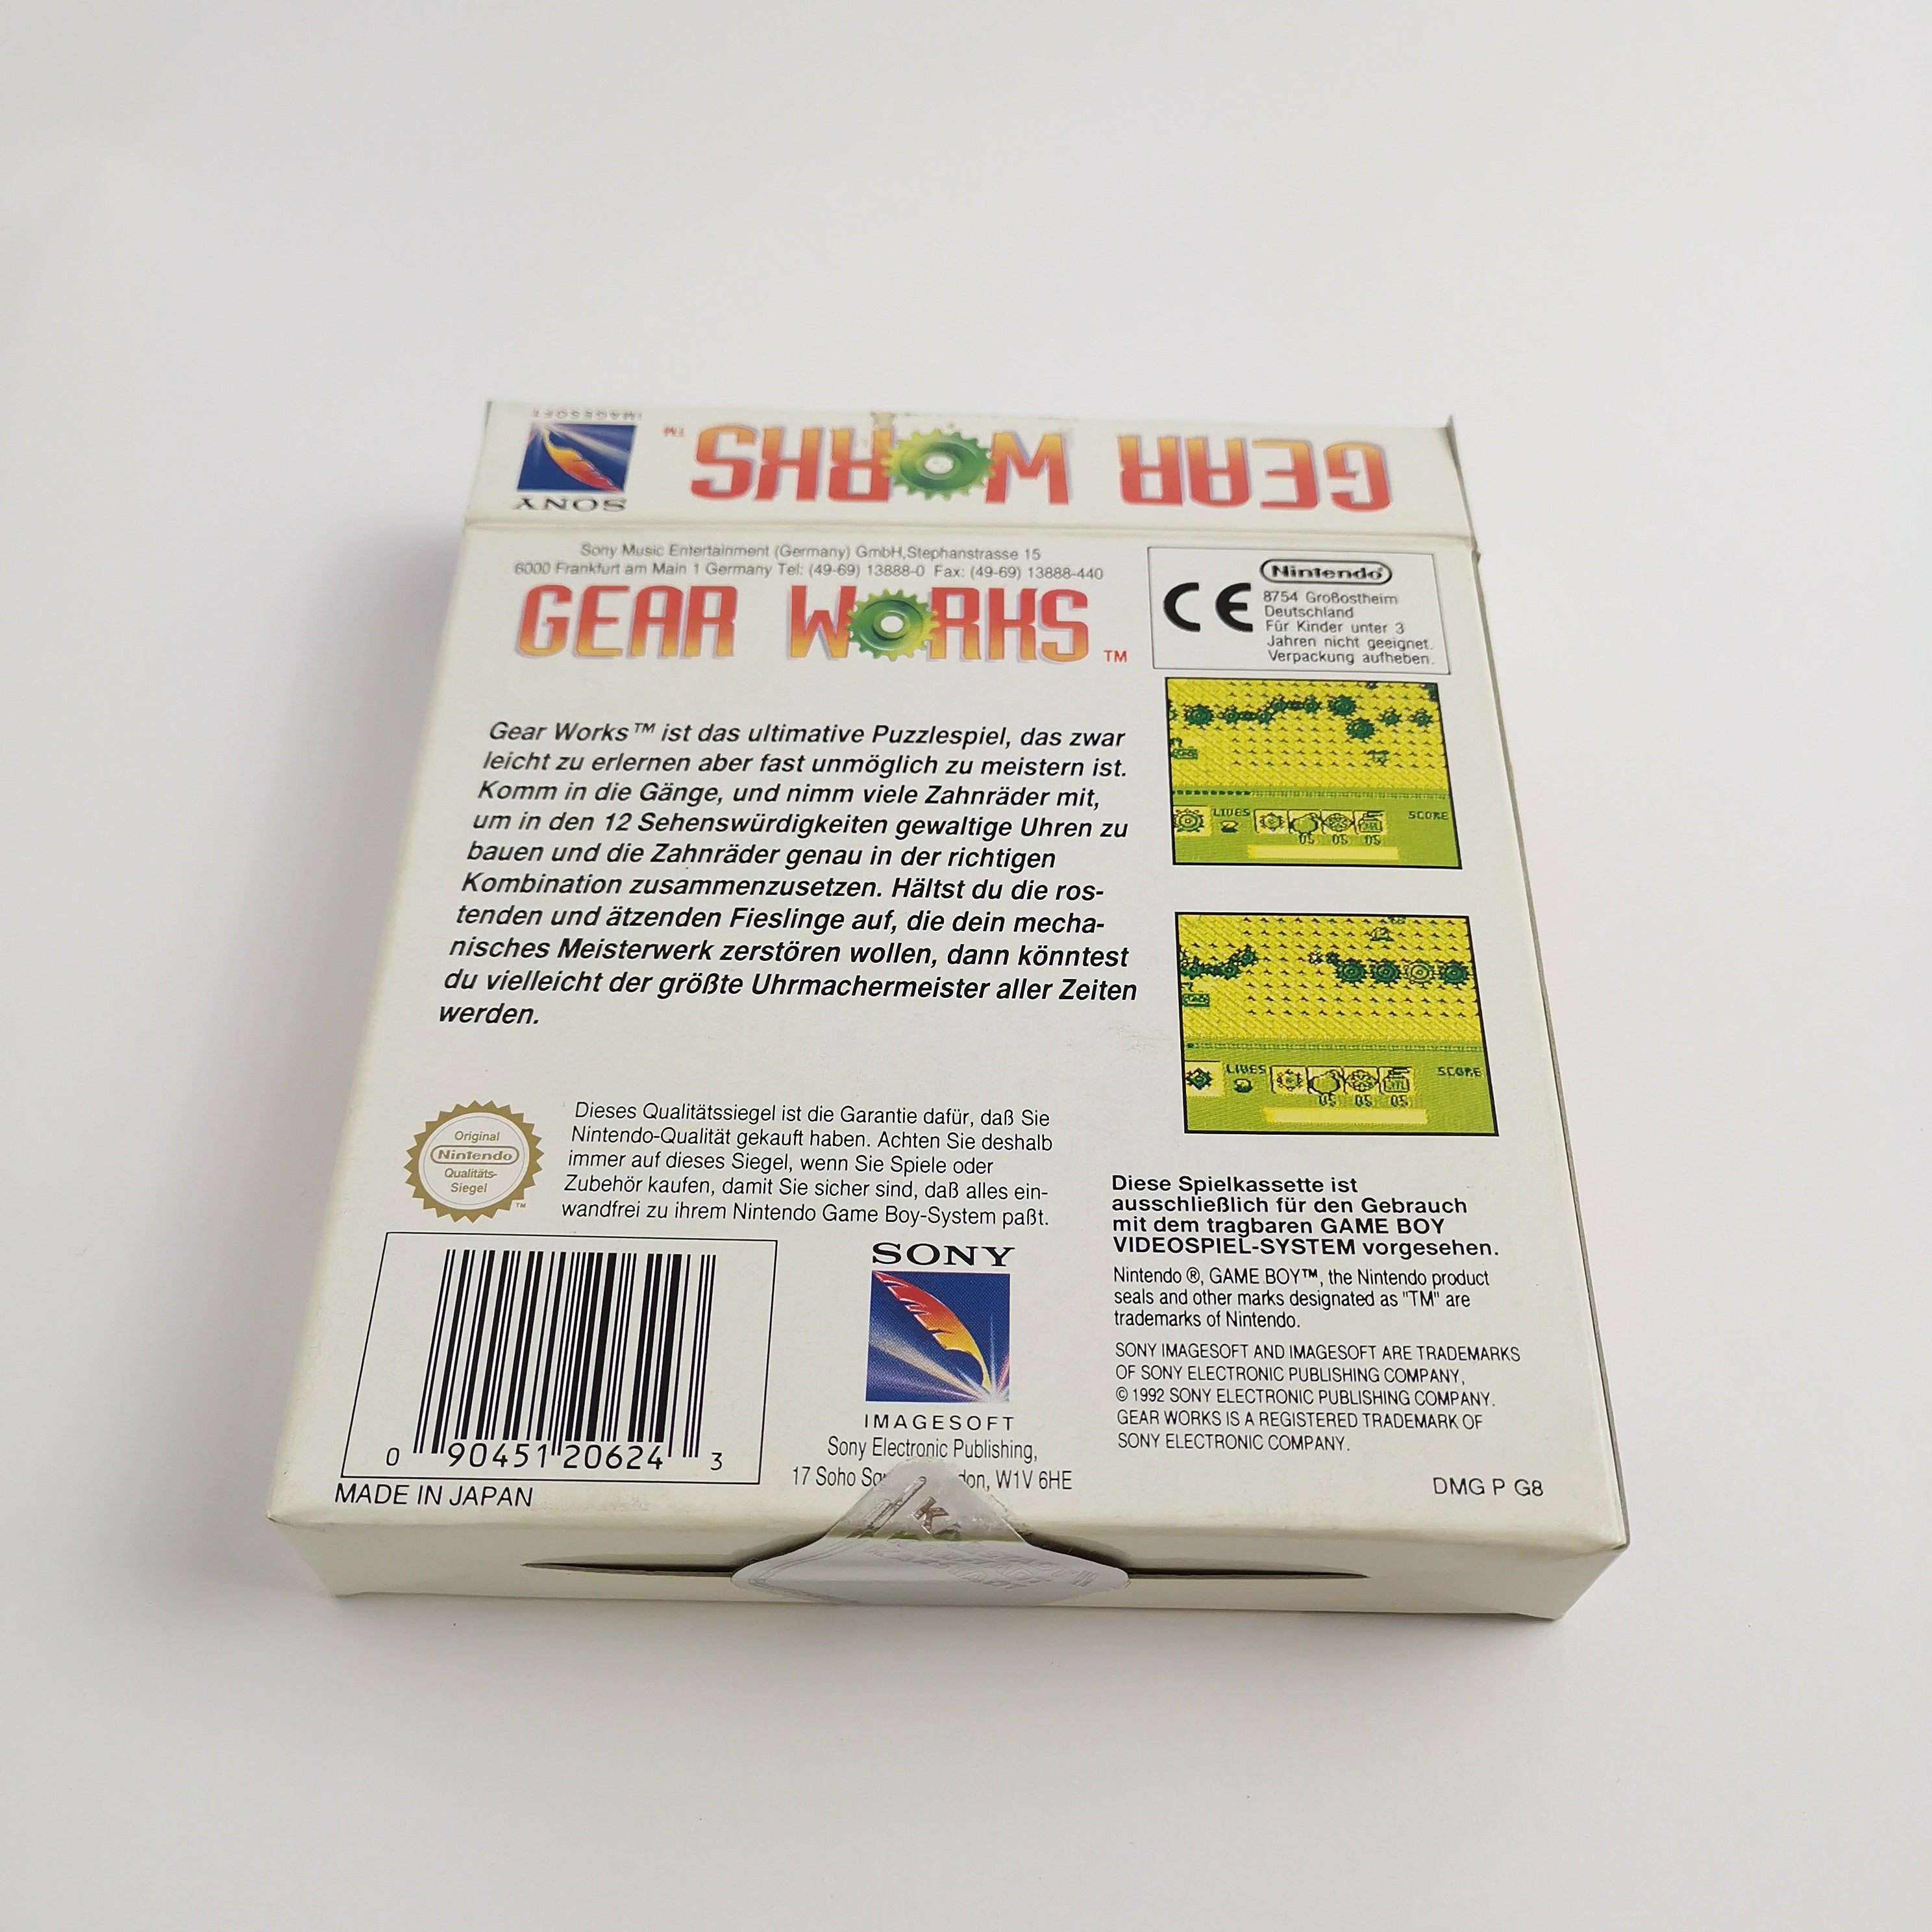 IMAGESOFT
SONY
GEAR WORKS TM
Sony Music Entertainment (Germany) GmbH,Stephanstrasse 15
6000 Frankfurt am Main 1 Germany Tel: (49-69) 13888-0 Fax: (49-69) 13888-440
GEAR WORKS TM
CE
Nintendo
8754 Großostheim
Deutschland
Für Kinder unter 3
Jahren nicht geeignet.
Verpackung aufheben.
Gear Works™ ist das ultimative Puzzlespiel, das zwar
leicht zu erlernen aber fast unmöglich zu meistern ist.
Komm in die Gänge, und nimm viele Zahnräder mit,
um in den 12 Sehenswürdigkeiten gewaltige Uhren zu
bauen und die Zahnräder genau in der richtigen
Kombination zusammenzusetzen. Hältst du die ros-
tenden und ätzenden Fieslinge auf, die dein mecha-
nisches Meisterwerk zerstören wollen, dann könntest
du vielleicht der größte Uhrmachermeister aller Zeiten
werden.
LIVES SCORE
05 05 05
LIVES SCORE
05 05 05
Original
Nintendo
Qualitäts-
Siegel
TM
Dieses Qualitätssiegel ist die Garantie dafür, daß Sie
Nintendo-Qualität gekauft haben. Achten Sie deshalb
immer auf dieses Siegel, wenn Sie Spiele oder
Zubehör kaufen, damit Sie sicher sind, daß alles ein-
wandfrei zu ihrem Nintendo Game Boy-System paßt.
Diese Spielkassette ist
ausschließlich für den Gebrauch
mit dem tragbaren GAME BOY
VIDEOSPIEL-SYSTEM vorgesehen.
Nintendo ®, GAME BOY™, the Nintendo product
seals and other marks designated as "TM" are
trademarks of Nintendo.
SONY IMAGESOFT AND IMAGESOFT ARE TRADEMARKS
OF SONY ELECTRONIC PUBLISHING COMPANY,
© 1992 SONY ELECTRONIC PUBLISHING COMPANY.
GEAR WORKS IS A REGISTERED TRADEMARK OF
SONY ELECTRONIC COMPANY.
DMG P G8
0 90451 20624 3
MADE IN JAPAN
SONY
IMAGESOFT
Sony Electronic Publishing,
17 Soho W1V 6HE